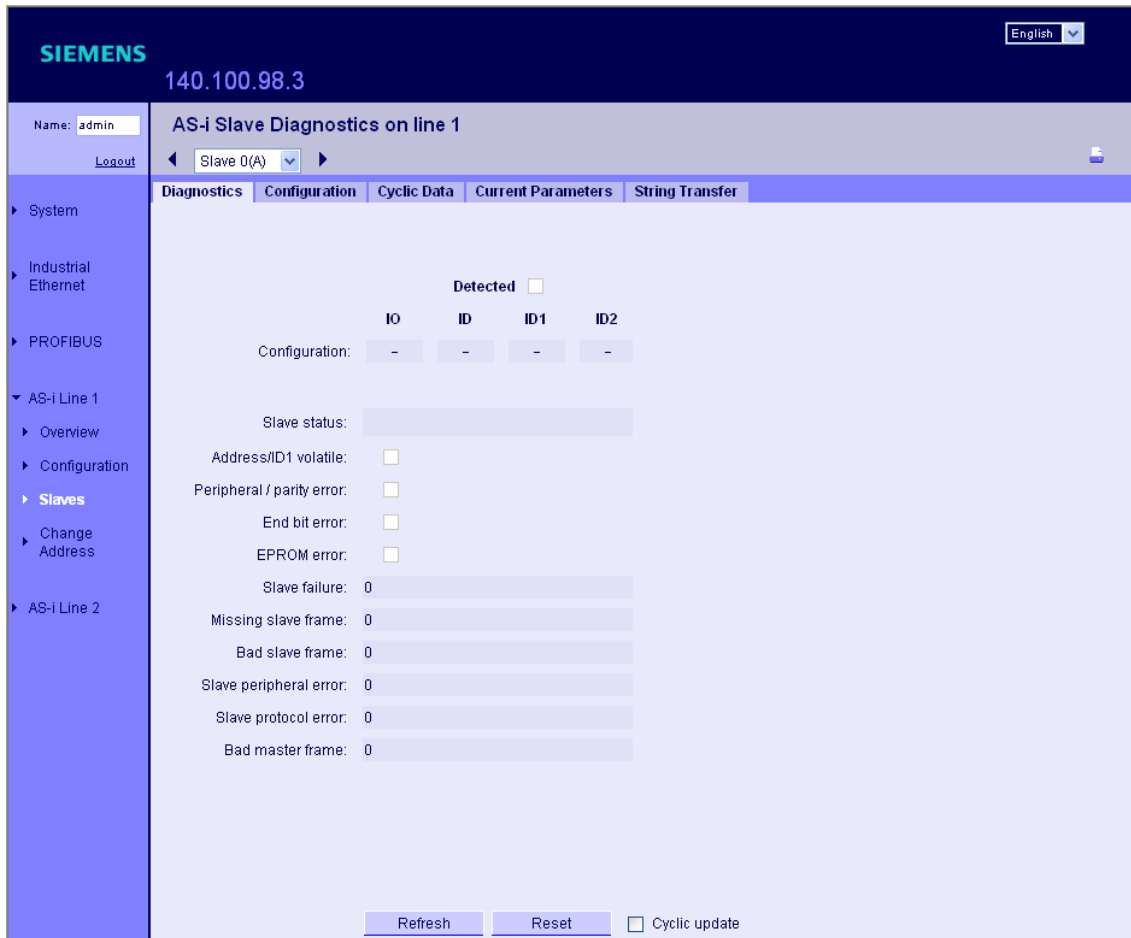 English
SIEMENS
140.100.98.3
Name: admin
Logout
AS-i Slave Diagnostics on line 1
Slave 0(A)
Diagnostics Configuration Cyclic Data Current Parameters String Transfer
System
Industrial
Ethernet
PROFIBUS
AS-i Line 1
Overview
Configuration
Slaves
Change
Address
AS-i Line 2
Detected
IO ID ID1 ID2
Configuration: - - - -
Slave status:
Address/ID1 volatile:
Peripheral / parity error:
End bit error:
EPROM error:
Slave failure: 0
Missing slave frame: 0
Bad slave frame: 0
Slave peripheral error: 0
Slave protocol error: 0
Bad master frame: 0
Refresh Reset Cyclic update